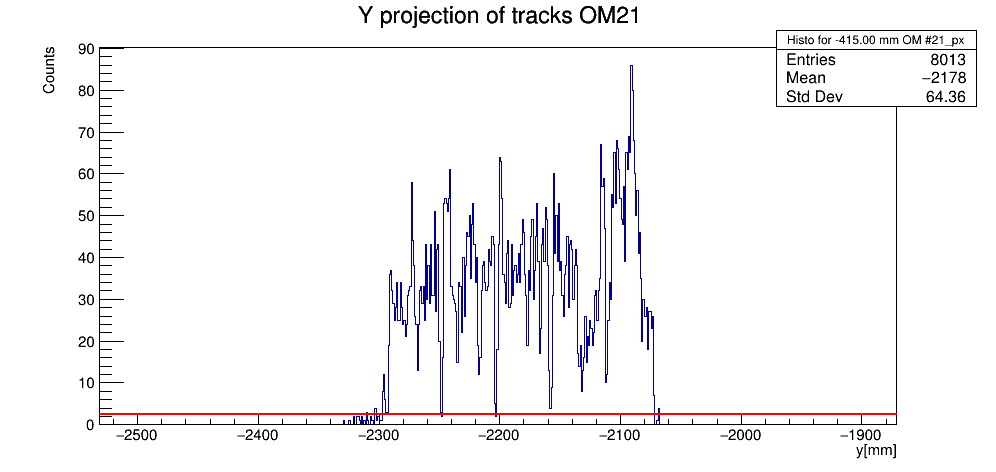 Y projection of tracks OM21
Histo for -415.00 mm OM #21_px
Entries 8013
Mean −2178
Std Dev 64.36
Counts
90
80
70
60
50
40
30
20
10
0
−2500 −2400 −2300 −2200 −2100 −2000 −1900
y[mm]